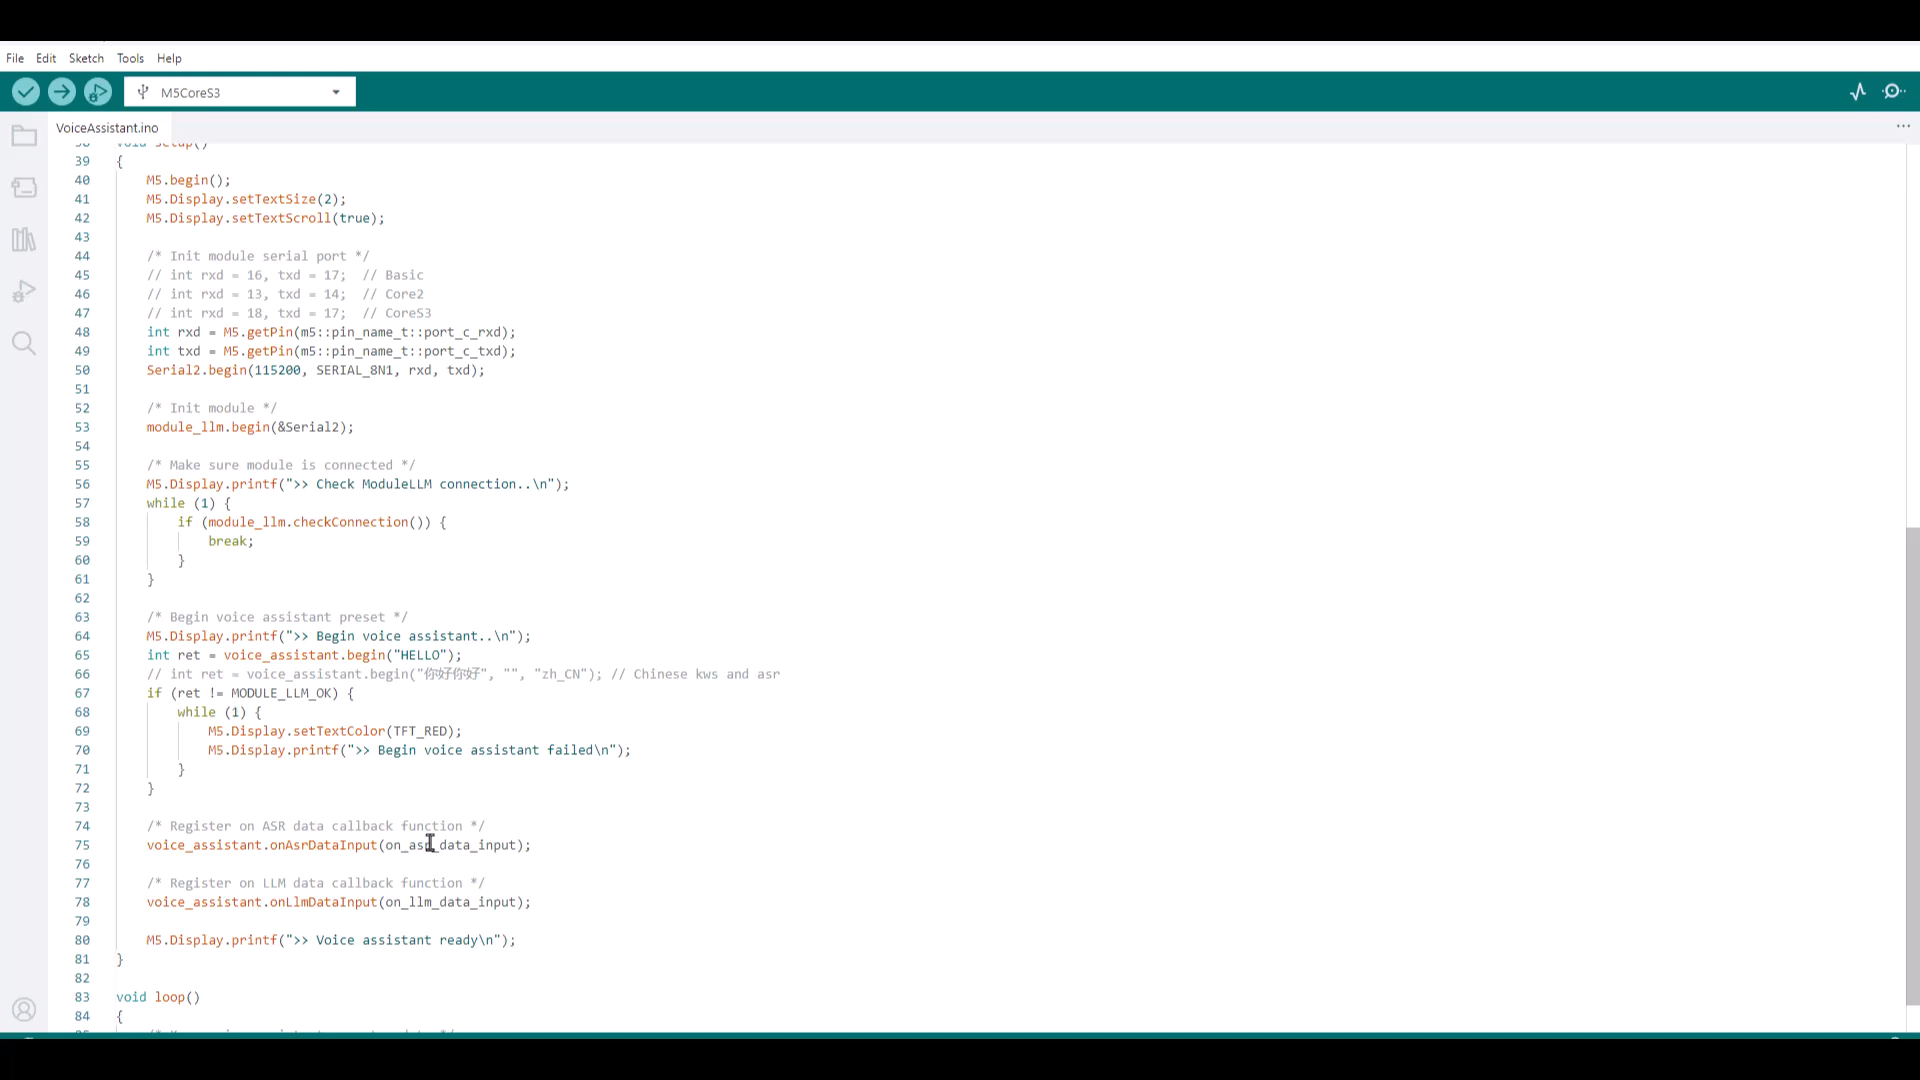 File Edit Sketch Tools Help
M5CoreS3
VoiceAssistant.ino
38 void setup()
39 {
40 M5.begin();
41 M5.Display.setTextSize(2);
42 M5.Display.setTextScroll(true);
43
44 /* Init module serial port */
45 // int rxd = 16, txd = 17;  // Basic
46 // int rxd = 13, txd = 14;  // Core2
47 // int rxd = 18, txd = 17;  // CoreS3
48 int rxd = M5.getPin(m5::pin_name_t::port_c_rxd);
49 int txd = M5.getPin(m5::pin_name_t::port_c_txd);
50 Serial2.begin(115200, SERIAL_8N1, rxd, txd);
51
52 /* Init module */
53 module_llm.begin(&Serial2);
54
55 /* Make sure module is connected */
56 M5.Display.printf(">> Check ModuleLLM connection..\n");
57 while (1) {
58 if (module_llm.checkConnection()) {
59 break;
60 }
61 }
62
63 /* Begin voice assistant preset */
64 M5.Display.printf(">> Begin voice assistant..\n");
65 int ret = voice_assistant.begin("HELLO");
66 // int ret = voice_assistant.begin("你好你好", "", "zh_CN"); // Chinese kws and asr
67 if (ret != MODULE_LLM_OK) {
68 while (1) {
69 M5.Display.setTextColor(TFT_RED);
70 M5.Display.printf(">> Begin voice assistant failed\n");
71 }
72 }
73
74 /* Register on ASR data callback function */
75 voice_assistant.onAsrDataInput(on_asr_data_input);
76
77 /* Register on LLM data callback function */
78 voice_assistant.onLlmDataInput(on_llm_data_input);
79
80 M5.Display.printf(">> Voice assistant ready\n");
81 }
82
83 void loop()
84 {